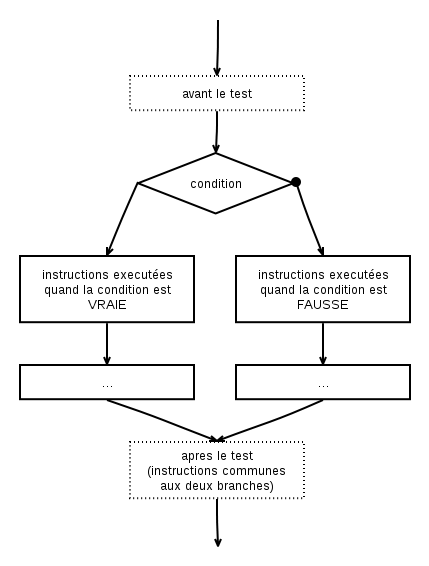 avant le test
condition
instructions executées
quand la condition est
VRAIE
instructions executées
quand la condition est
FAUSSE
...
...
apres le test
(instructions communes
aux deux branches)